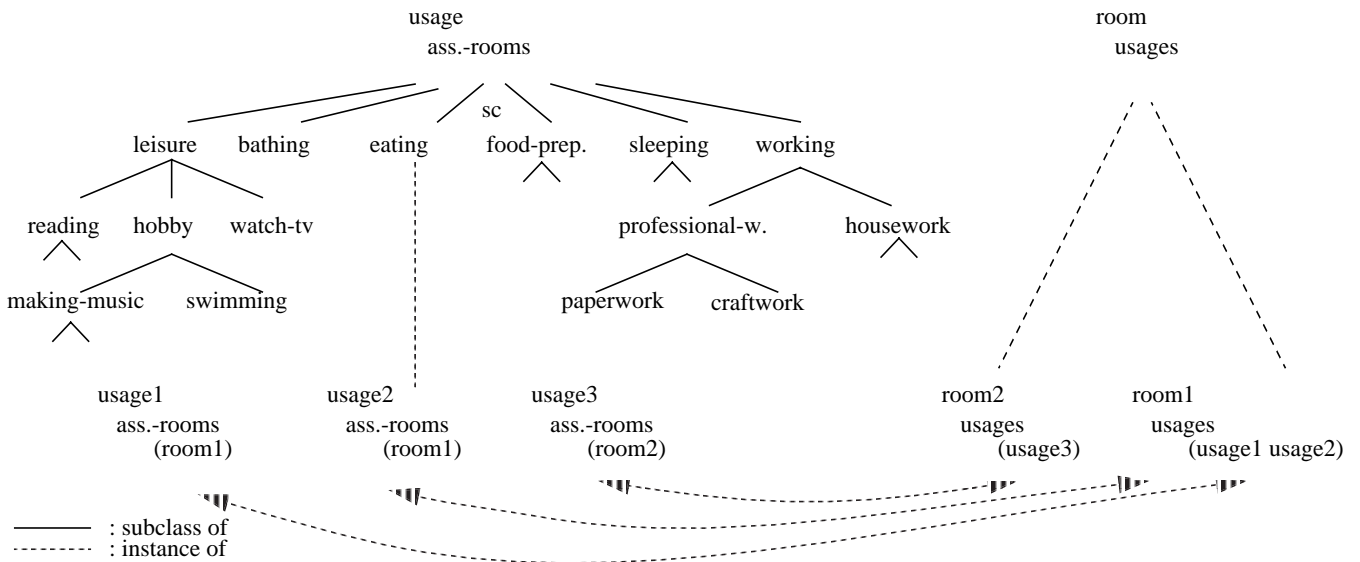 usage room
ass.-rooms usages
sc
leisure bathing eating food-prep. sleeping working
reading hobby watch-tv professional-w. housework
making-music swimming paperwork craftwork
usage1 usage2 usage3 room2 room1
ass.-rooms ass.-rooms ass.-rooms usages usages
(room1) (room1) (room2) (usage3) (usage1 usage2)
: subclass of
: instance of